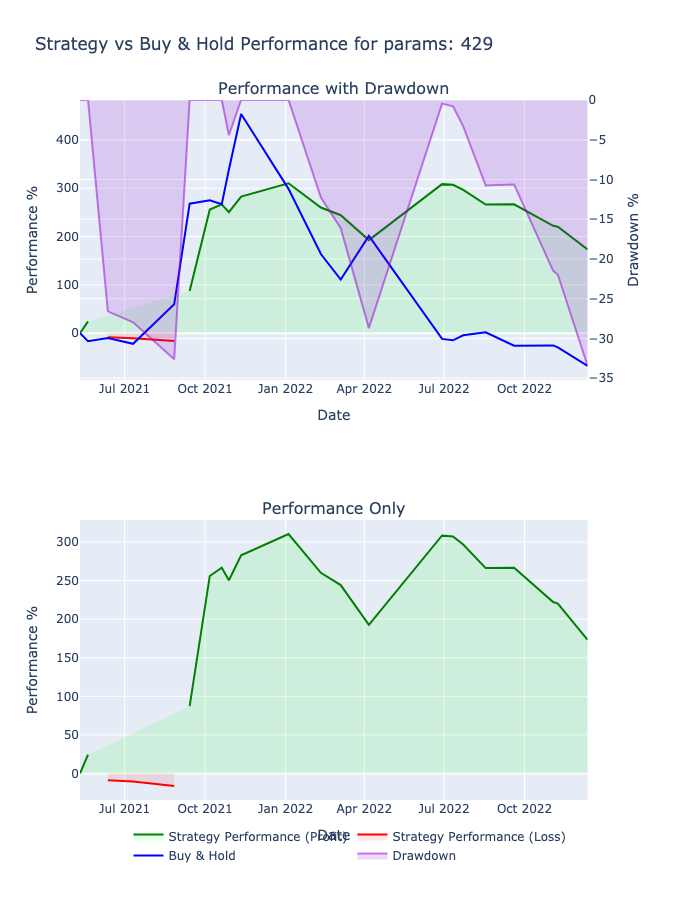 Strategy vs Buy & Hold Performance for params: 429
Performance with Drawdown
400
300
200
100
0
Performance %
0
−5
−10
−15
−20
−25
−30
−35
Drawdown %
Jul 2021 Oct 2021 Jan 2022 Apr 2022 Jul 2022 Oct 2022
Date
Performance Only
300
250
200
150
100
50
0
Performance %
Jul 2021 Oct 2021 Jan 2022 Apr 2022 Jul 2022 Oct 2022
Date
Strategy Performance (Profit) Strategy Performance (Loss)
Buy & Hold Drawdown